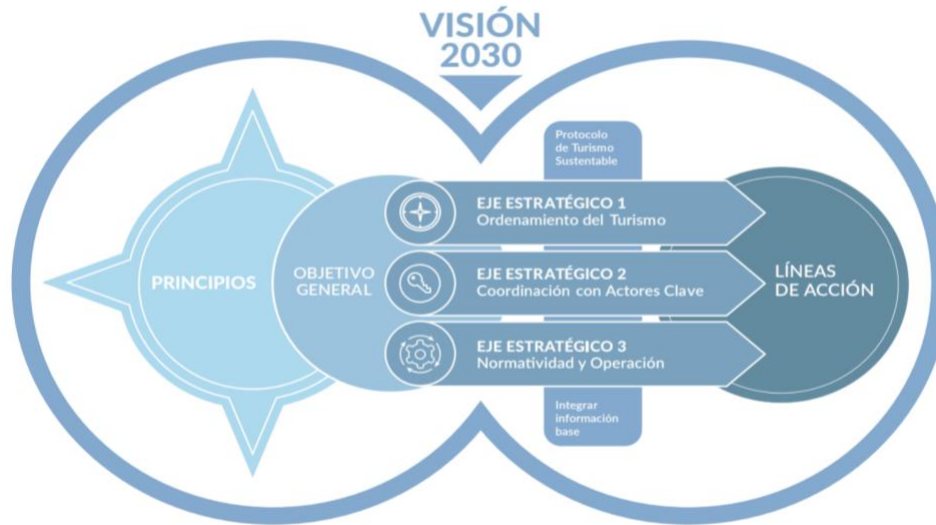 VISIÓN
2030
Protocolo
de Turismo
Sustentable
EJE ESTRATÉGICO 1
Ordenamiento del Turismo
PRINCIPIOS
OBJETIVO
GENERAL
EJE ESTRATÉGICO 2
Coordinación con Actores Clave
LÍNEAS
DE ACCIÓN
EJE ESTRATÉGICO 3
Normatividad y Operación
Integrar
información
base